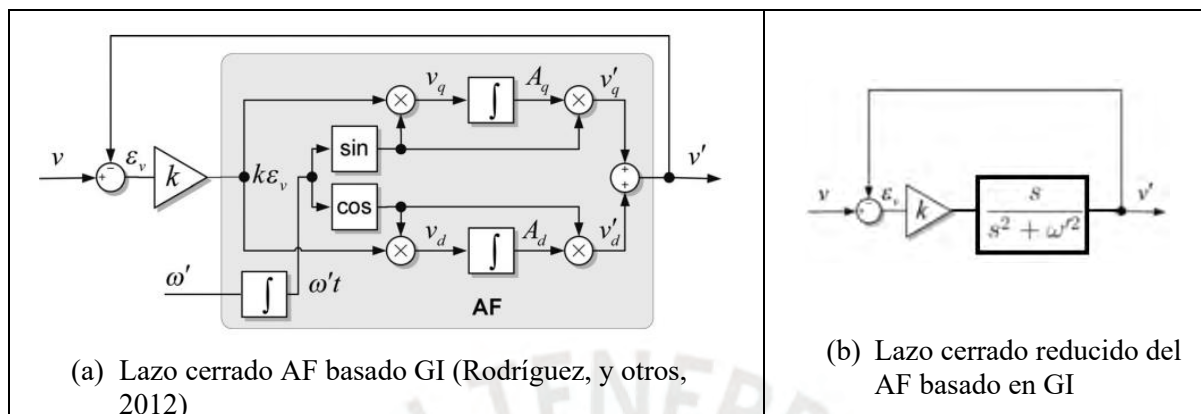 v
ε_v
k
kε_v
sin
cos
v_q
∫
A_q
v'_q
v'
v_d
∫
A_d
v'_d
ω'
∫
ω't
AF
(a) Lazo cerrado AF basado GI (Rodríguez, y otros,
2012)
v
ε_v
k
s
s² + ω'²
v'
(b) Lazo cerrado reducido del
AF basado en GI
TENEBR